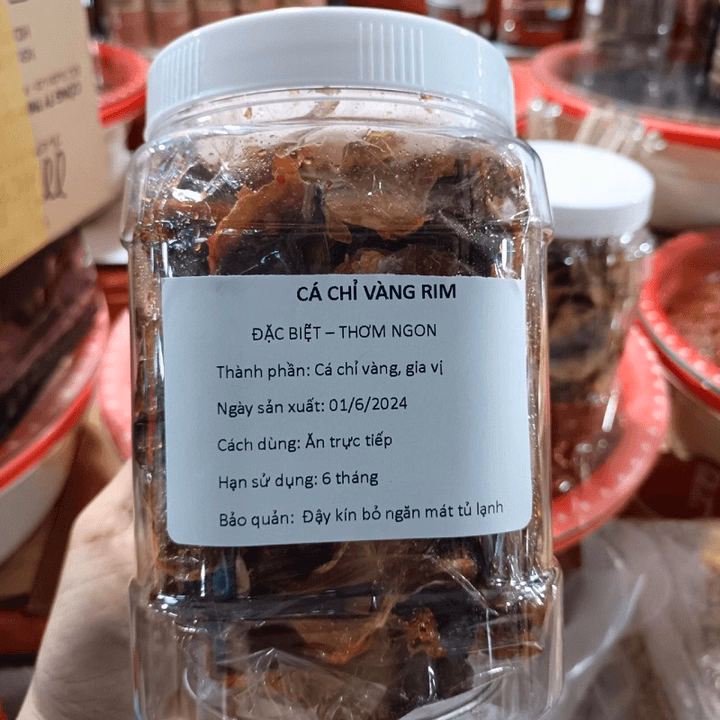 CÁ CHỈ VÀNG RIM
ĐẶC BIỆT – THƠM NGON
Thành phần: Cá chỉ vàng, gia vị
Ngày sản xuất: 01/6/2024
Cách dùng: Ăn trực tiếp
Hạn sử dụng: 6 tháng
Bảo quản: Đậy kín bỏ ngăn mát tủ lạnh